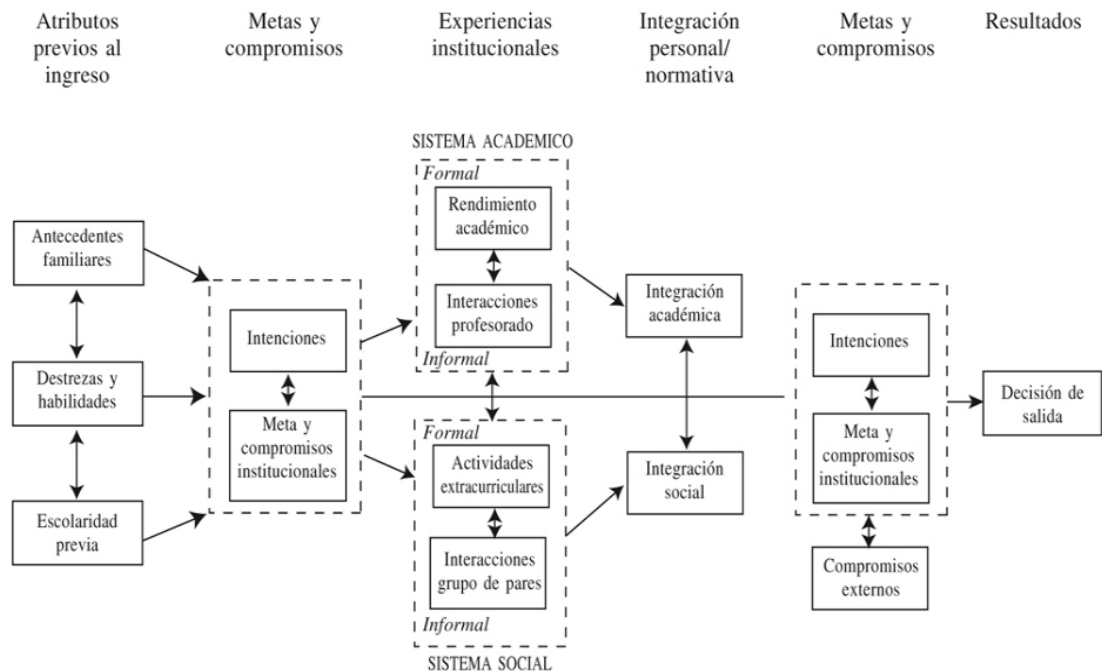 Atributos
previos al
ingreso
Metas y
compromisos
Experiencias
institucionales
Integración
personal/
normativa
Metas y
compromisos
Resultados
Antecedentes
familiares
Destrezas y
habilidades
Escolaridad
previa
Intenciones
Meta y
compromisos
institucionales
SISTEMA ACADEMICO
Formal
Rendimiento
académico
Interacciones
profesorado
Informal
Formal
Actividades
extracurriculares
Interacciones
grupo de pares
Informal
SISTEMA SOCIAL
Integración
académica
Integración
social
Intenciones
Meta y
compromisos
institucionales
Compromisos
externos
Decisión de
salida